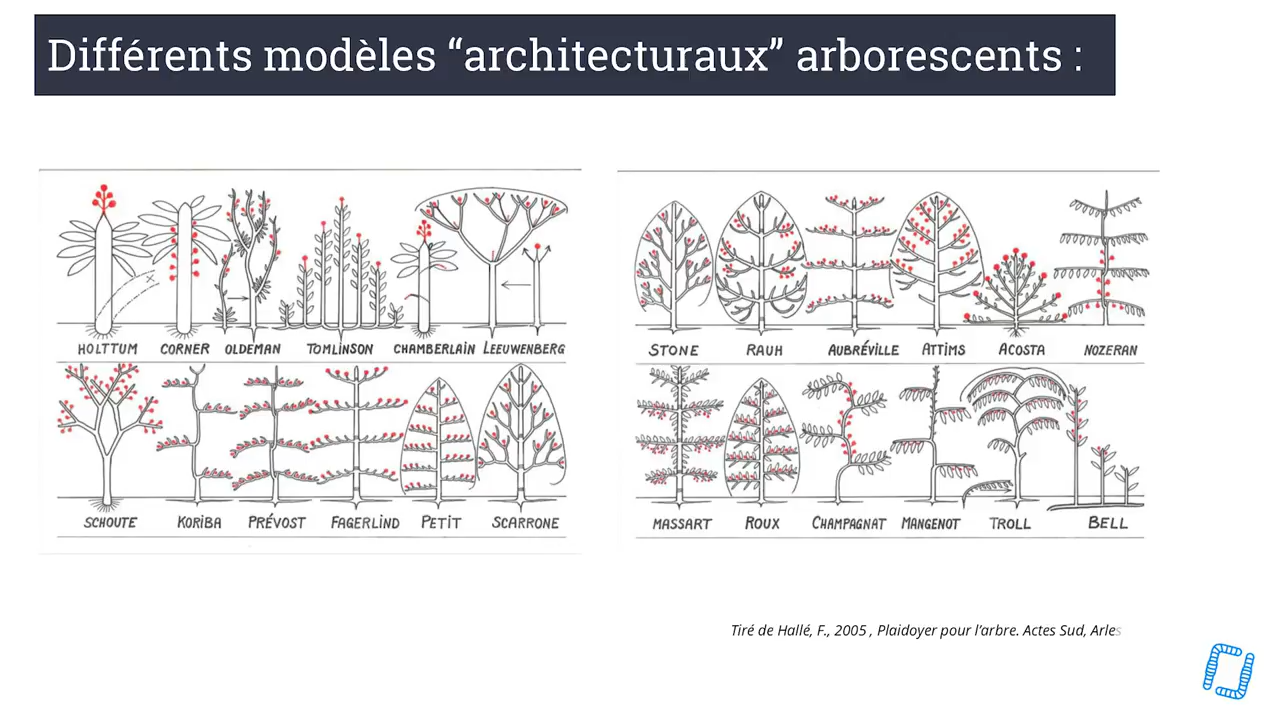 Différents modèles “architecturaux” arborescents :
HOLTTUM CORNER OLDEMAN TOMLINSON CHAMBERLAIN LEEUWENBERG
SCHOUTE KORIBA PRÉVOST FAGERLIND PETIT SCARRONE
STONE RAUH AUBRÉVILLE ATTIMS ACOSTA NOZERAN
MASSART ROUX CHAMPAGNAT MANGENOT TROLL BELL
Tiré de Hallé, F., 2005 , Plaidoyer pour l’arbre. Actes Sud, Arles